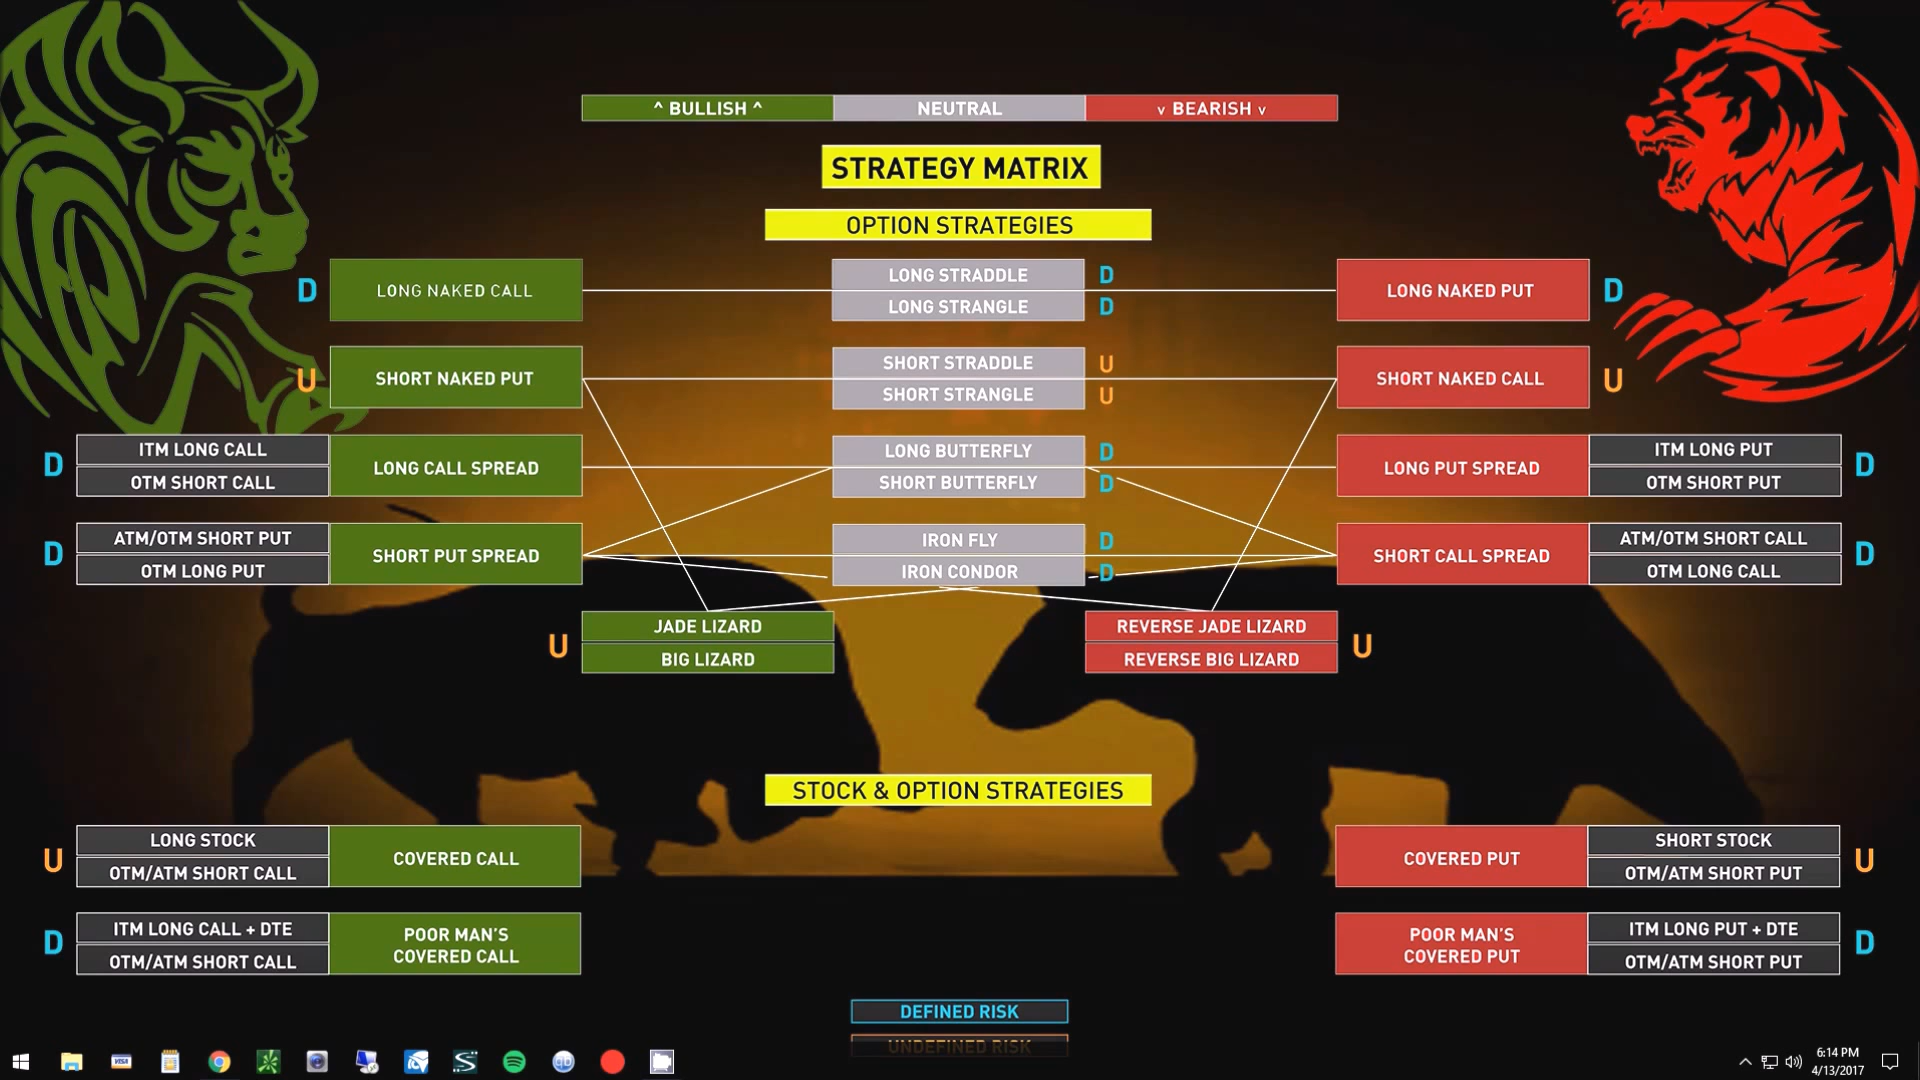 ^ BULLISH ^ NEUTRAL v BEARISH v
STRATEGY MATRIX
OPTION STRATEGIES
D LONG NAKED CALL LONG STRADDLE D LONG NAKED PUT D
LONG STRANGLE D
U SHORT NAKED PUT SHORT STRADDLE U SHORT NAKED CALL U
SHORT STRANGLE U
D ITM LONG CALL LONG CALL SPREAD LONG BUTTERFLY D LONG PUT SPREAD ITM LONG PUT D
OTM SHORT CALL SHORT BUTTERFLY D OTM SHORT PUT
D ATM/OTM SHORT PUT SHORT PUT SPREAD IRON FLY D SHORT CALL SPREAD ATM/OTM SHORT CALL D
OTM LONG PUT IRON CONDOR D OTM LONG CALL
U JADE LIZARD REVERSE JADE LIZARD U
BIG LIZARD REVERSE BIG LIZARD
STOCK & OPTION STRATEGIES
U LONG STOCK COVERED CALL COVERED PUT SHORT STOCK U
OTM/ATM SHORT CALL OTM/ATM SHORT PUT
D ITM LONG CALL + DTE POOR MAN'S POOR MAN'S ITM LONG PUT + DTE D
OTM/ATM SHORT CALL COVERED CALL COVERED PUT OTM/ATM SHORT PUT
DEFINED RISK
UNDEFINED RISK
VISA
6:14 PM
4/13/2017